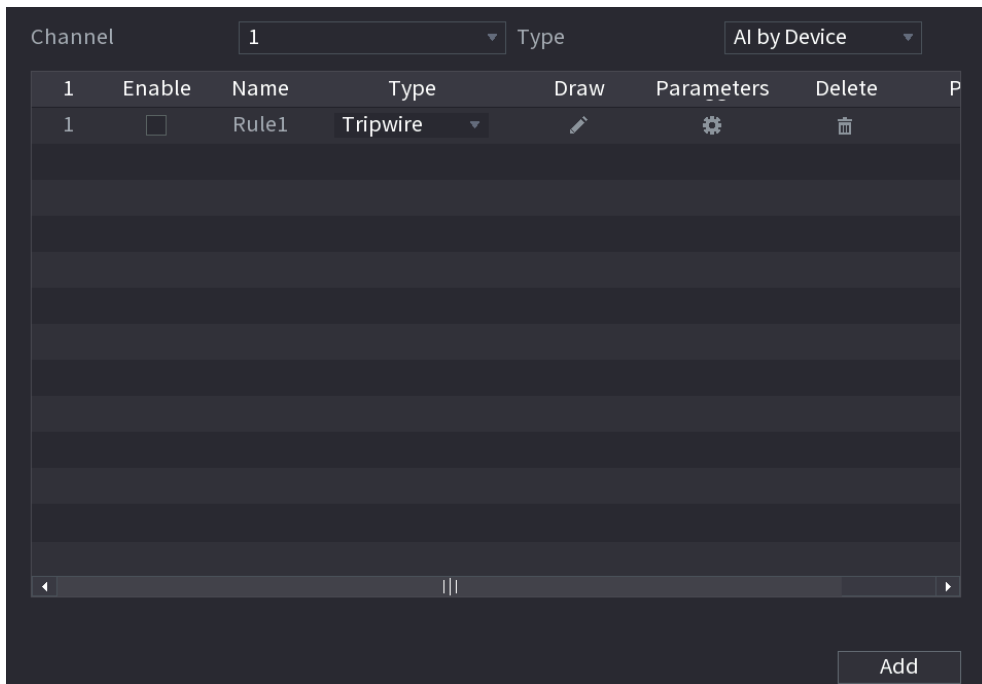 Channel 1 Type AI by Device
1 Enable Name Type Draw Parameters Delete P
1 Rule1 Tripwire
Add